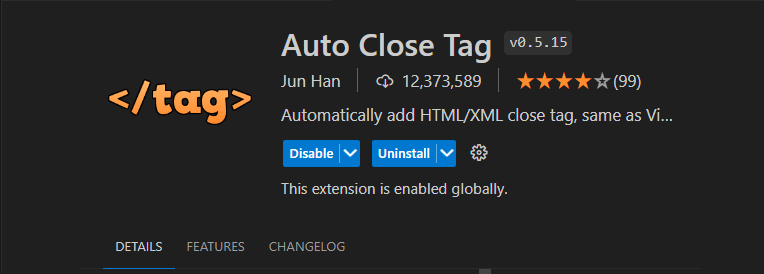 Auto Close Tag v0.5.15
</tag>
Jun Han 12,373,589 (99)
Automatically add HTML/XML close tag, same as Vi...
Disable Uninstall
This extension is enabled globally.
DETAILS FEATURES CHANGELOG